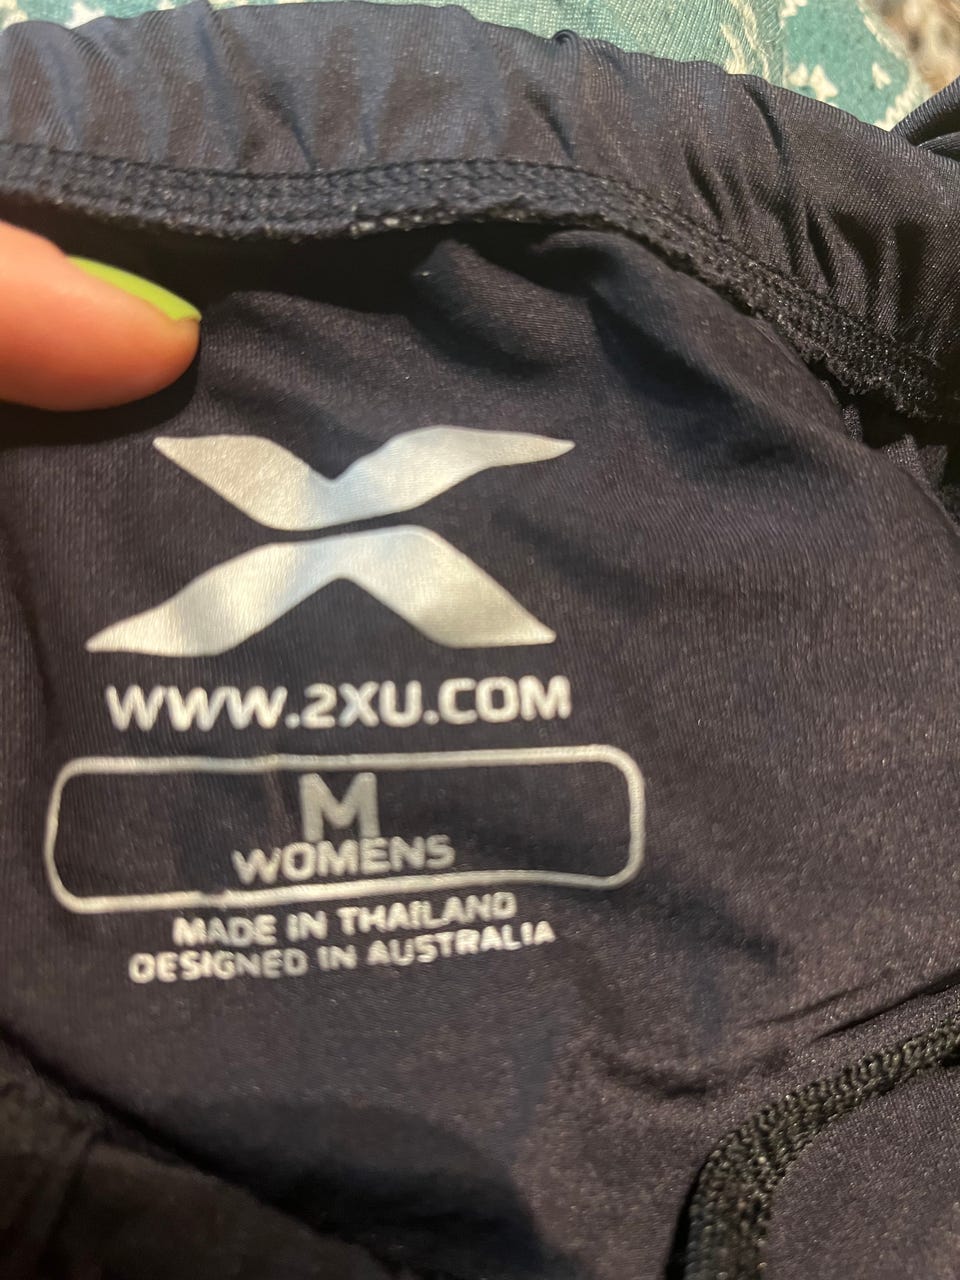 WWW.2XU.COM
M
WOMENS
MADE IN THAILAND
DESIGNED IN AUSTRALIA